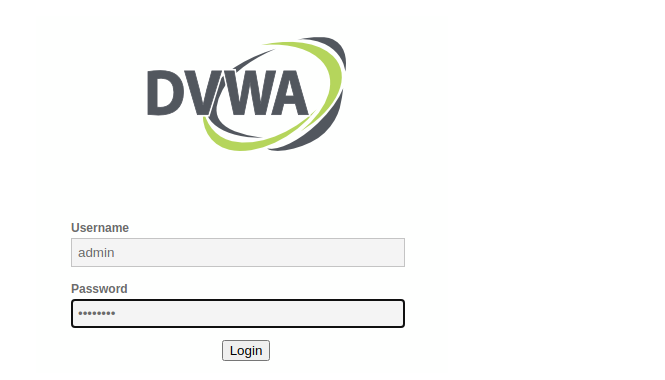 DVWA
Username
admin
Password
••••••••
Login